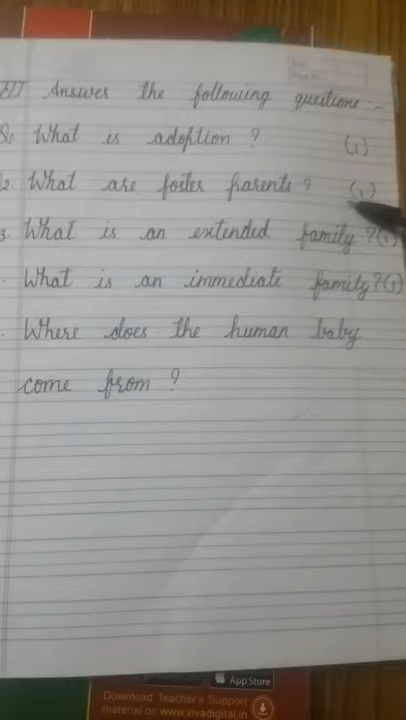 III Answer the following questions :-
Q1. What is adoption ? (1)
2. What are foster parents ? (1)
3. What is an extended family ? (1)
. What is an immediate family? (1)
. Where does the human baby
come from ?
App Store
Download Teacher's Support
material on www.vivadigital.in